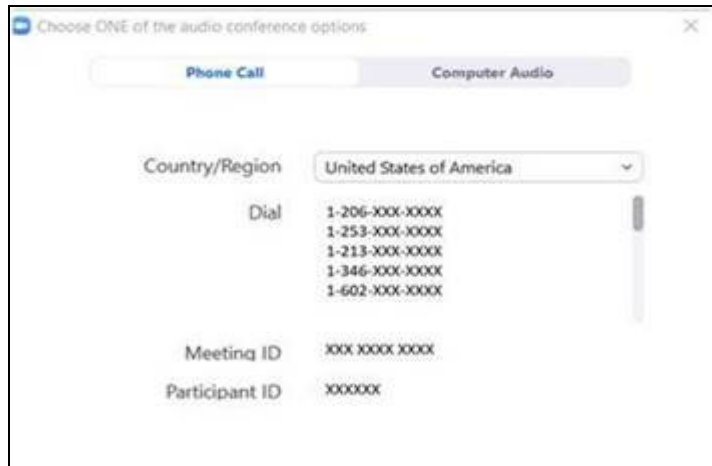 Choose ONE of the audio conference options
Phone Call Computer Audio
Country/Region United States of America
Dial 1-206-XXX-XXXX
1-253-XXX-XXXX
1-213-XXX-XXXX
1-346-XXX-XXXX
1-602-XXX-XXXX
Meeting ID XXX XXXX XXXX
Participant ID XXXXXX